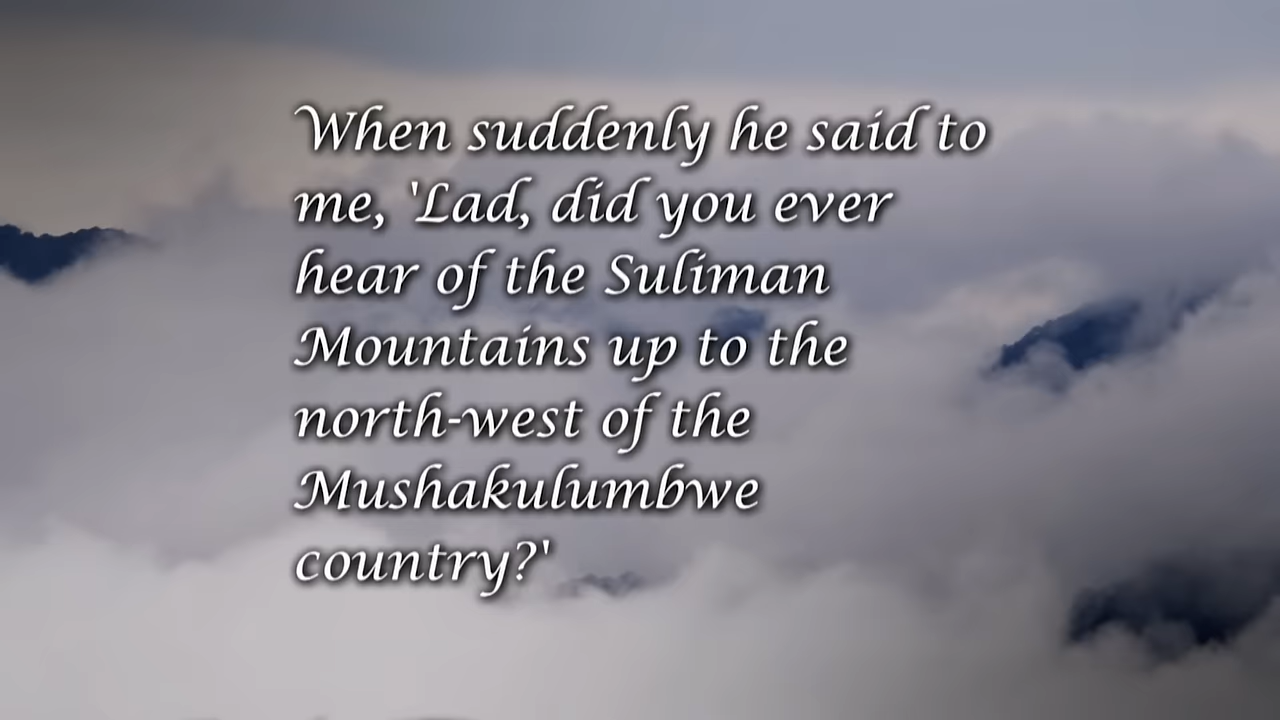 When suddenly he said to
me, 'Lad, did you ever
hear of the Suliman
Mountains up to the
north-west of the
Mushakulumbwe
country?'